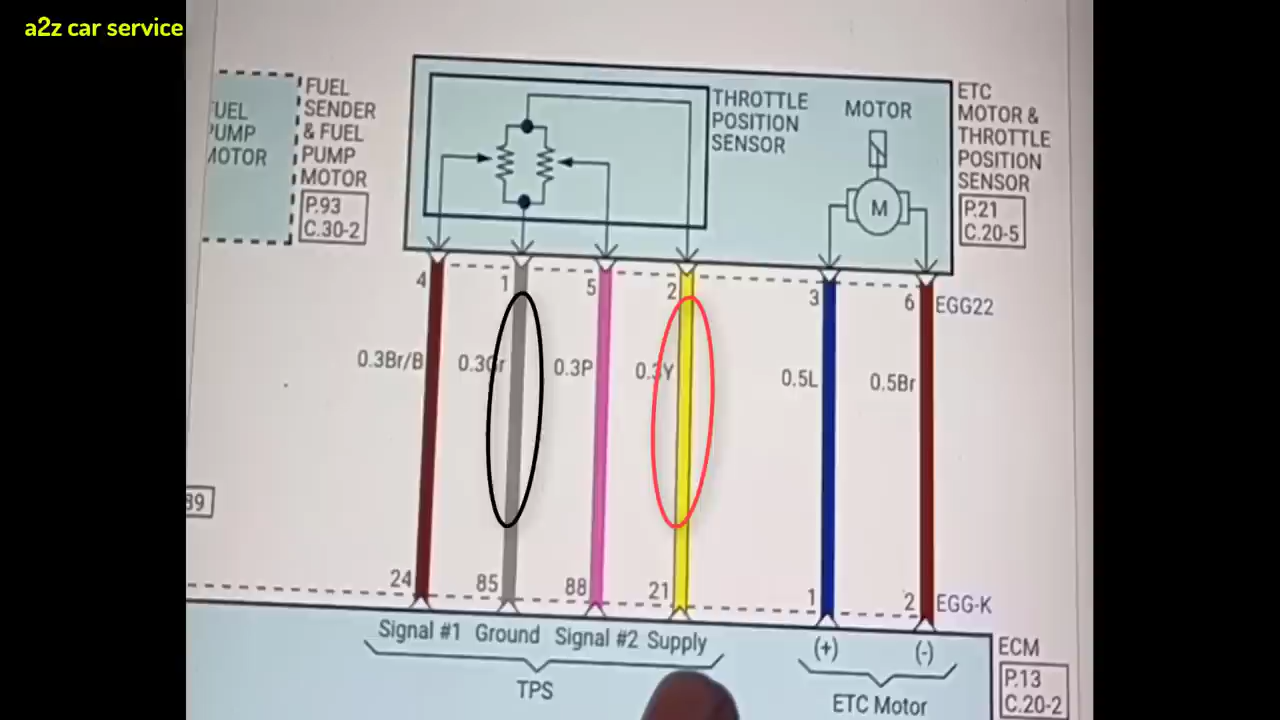 a2z car service
FUEL
SENDER
& FUEL
PUMP
MOTOR
P.93
C.30-2
UEL
PUMP
MOTOR
THROTTLE
POSITION
SENSOR
MOTOR
M
ETC
MOTOR &
THROTTLE
POSITION
SENSOR
P.21
C.20-5
4
1
5
2
3
6
EGG22
0.3Br/B
0.3Gr
0.3P
0.3Y
0.5L
0.5Br
89
24
85
88
21
1
2
EGG-K
Signal #1
Ground
Signal #2
Supply
(+)
(-)
TPS
ETC Motor
ECM
P.13
C.20-2